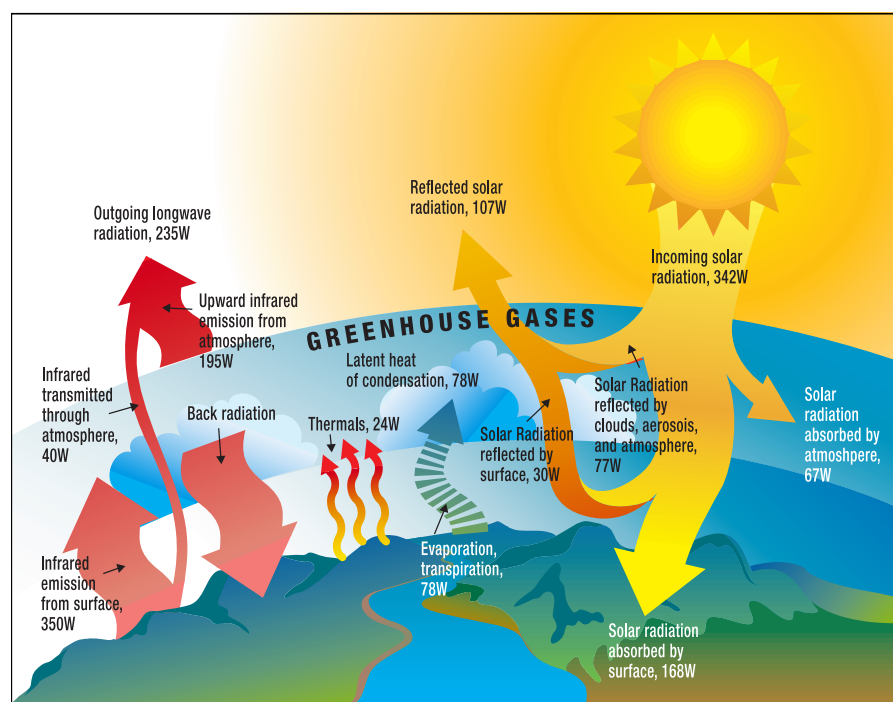 Reflected solar
radiation, 107W
Outgoing longwave
radiation, 235W
Incoming solar
radiation, 342W
Upward infrared
emission from
atmosphere,
195W
GREENHOUSE GASES
Latent heat
of condensation, 78W
Infrared
transmitted
through
atmosphere,
40W
Back radiation
Thermals, 24W
Solar Radiation
reflected by
surface, 30W
Solar Radiation
reflected by
clouds, aerosois,
and atmosphere,
77W
Solar
radiation
absorbed by
atmoshpere,
67W
Infrared
emission
from surface,
350W
Evaporation,
transpiration,
78W
Solar radiation
absorbed by
surface, 168W